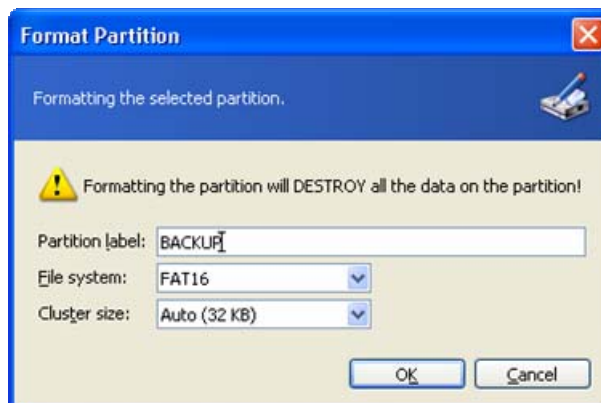 Format Partition
Formatting the selected partition.
Formatting the partition will DESTROY all the data on the partition!
Partition label: BACKUP
File system: FAT16
Cluster size: Auto (32 KB)
OK Cancel